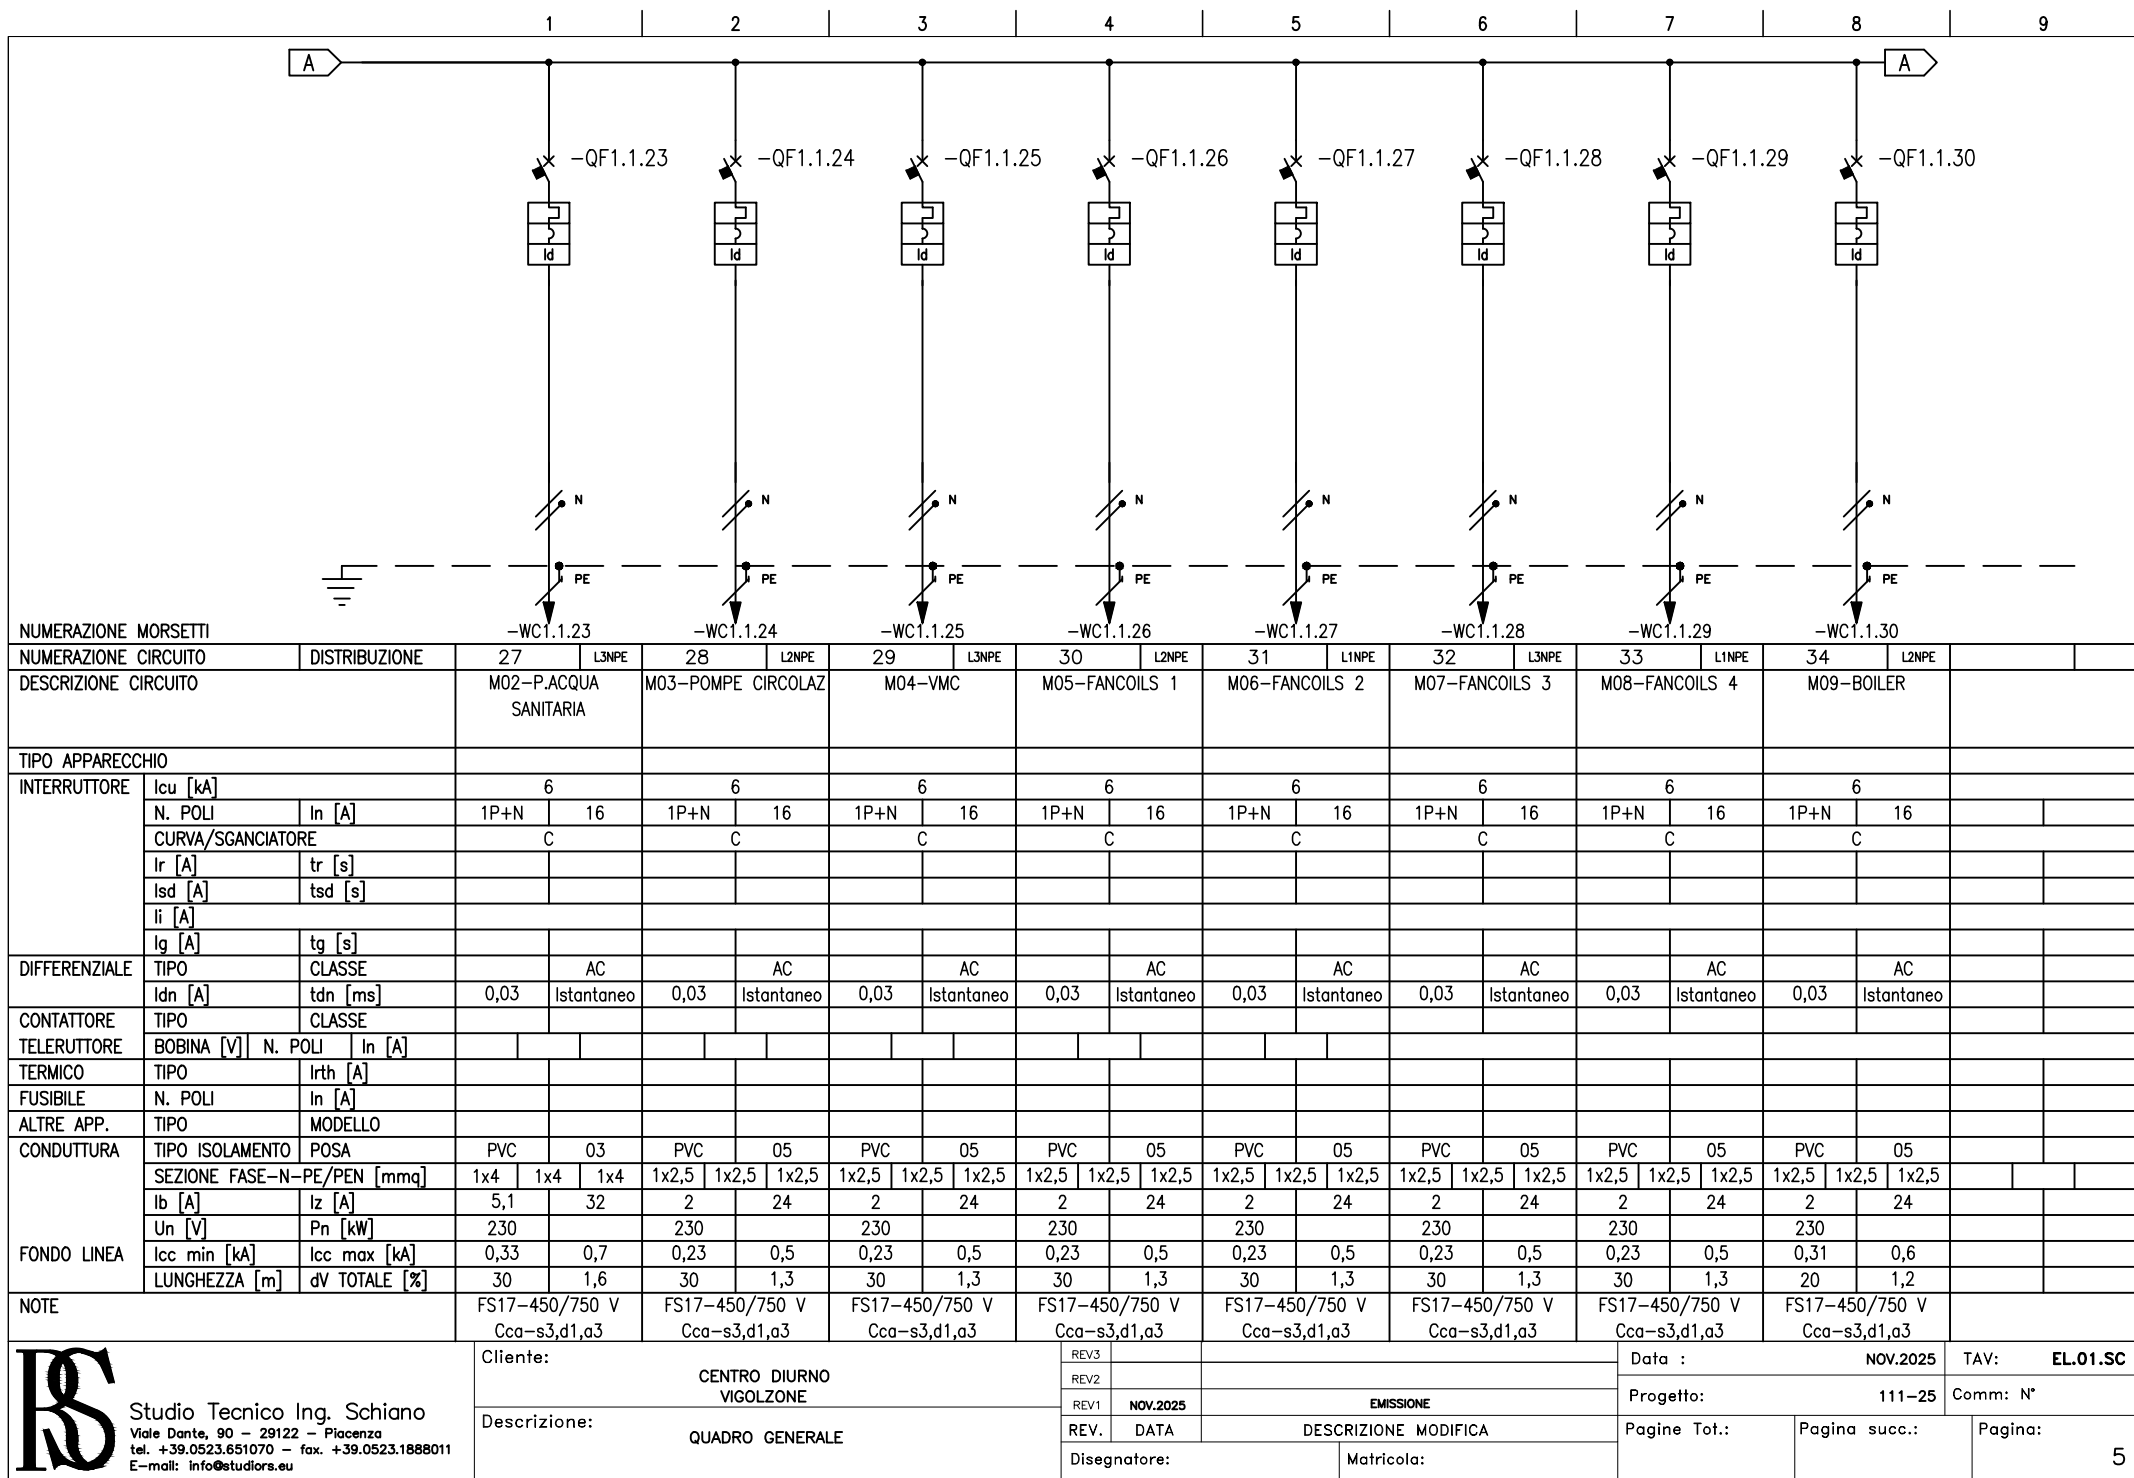 1 2 3 4 5 6 7 8 9
A A
-QF1.1.23 -QF1.1.24 -QF1.1.25 -QF1.1.26 -QF1.1.27 -QF1.1.28 -QF1.1.29 -QF1.1.30
Id Id Id Id Id Id Id Id
N N N N N N N N
PE PE PE PE PE PE PE PE
NUMERAZIONE MORSETTI -WC1.1.23 -WC1.1.24 -WC1.1.25 -WC1.1.26 -WC1.1.27 -WC1.1.28 -WC1.1.29 -WC1.1.30
NUMERAZIONE CIRCUITO DISTRIBUZIONE 27 L3NPE 28 L2NPE 29 L3NPE 30 L2NPE 31 L1NPE 32 L3NPE 33 L1NPE 34 L2NPE
DESCRIZIONE CIRCUITO M02-P.ACQUA M03-POMPE CIRCOLAZ M04-VMC M05-FANCOILS 1 M06-FANCOILS 2 M07-FANCOILS 3 M08-FANCOILS 4 M09-BOILER
SANITARIA
TIPO APPARECCHIO
INTERRUTTORE Icu [kA] 6 6 6 6 6 6 6 6
N. POLI In [A] 1P+N 16 1P+N 16 1P+N 16 1P+N 16 1P+N 16 1P+N 16 1P+N 16 1P+N 16
CURVA/SGANCIATORE C C C C C C C C
Ir [A] tr [s]
Isd [A] tsd [s]
Ii [A]
Ig [A] tg [s]
DIFFERENZIALE TIPO CLASSE AC AC AC AC AC AC AC AC
Idn [A] tdn [ms] 0,03 Istantaneo 0,03 Istantaneo 0,03 Istantaneo 0,03 Istantaneo 0,03 Istantaneo 0,03 Istantaneo 0,03 Istantaneo 0,03 Istantaneo
CONTATTORE TIPO CLASSE
TELERUTTORE BOBINA [V] N. POLI In [A]
TERMICO TIPO Irth [A]
FUSIBILE N. POLI In [A]
ALTRE APP. TIPO MODELLO
CONDUTTURA TIPO ISOLAMENTO POSA PVC 03 PVC 05 PVC 05 PVC 05 PVC 05 PVC 05 PVC 05 PVC 05
SEZIONE FASE-N-PE/PEN [mmq] 1x4 1x4 1x4 1x2,5 1x2,5 1x2,5 1x2,5 1x2,5 1x2,5 1x2,5 1x2,5 1x2,5 1x2,5 1x2,5 1x2,5 1x2,5 1x2,5 1x2,5 1x2,5 1x2,5 1x2,5 1x2,5 1x2,5 1x2,5
Ib [A] Iz [A] 5,1 32 2 24 2 24 2 24 2 24 2 24 2 24 2 24
Un [V] Pn [kW] 230 230 230 230 230 230 230 230
FONDO LINEA Icc min [kA] Icc max [kA] 0,33 0,7 0,23 0,5 0,23 0,5 0,23 0,5 0,23 0,5 0,23 0,5 0,23 0,5 0,31 0,6
LUNGHEZZA [m] dV TOTALE [%] 30 1,6 30 1,3 30 1,3 30 1,3 30 1,3 30 1,3 30 1,3 20 1,2
NOTE FS17-450/750 V FS17-450/750 V FS17-450/750 V FS17-450/750 V FS17-450/750 V FS17-450/750 V FS17-450/750 V FS17-450/750 V
Cca-s3,d1,a3 Cca-s3,d1,a3 Cca-s3,d1,a3 Cca-s3,d1,a3 Cca-s3,d1,a3 Cca-s3,d1,a3 Cca-s3,d1,a3 Cca-s3,d1,a3
RS
Studio Tecnico Ing. Schiano
Viale Dante, 90 - 29122 - Piacenza
tel. +39.0523.651070 - fax. +39.0523.1888011
E-mail: info@studiors.eu
Cliente:
CENTRO DIURNO
VIGOLZONE
Descrizione:
QUADRO GENERALE
REV3
REV2
REV1 NOV.2025 EMISSIONE
REV. DATA DESCRIZIONE MODIFICA
Disegnatore: Matricola:
Data : NOV.2025 TAV: EL.01.SC
Progetto: 111-25 Comm: N°
Pagine Tot.: Pagina succ.: Pagina:
5